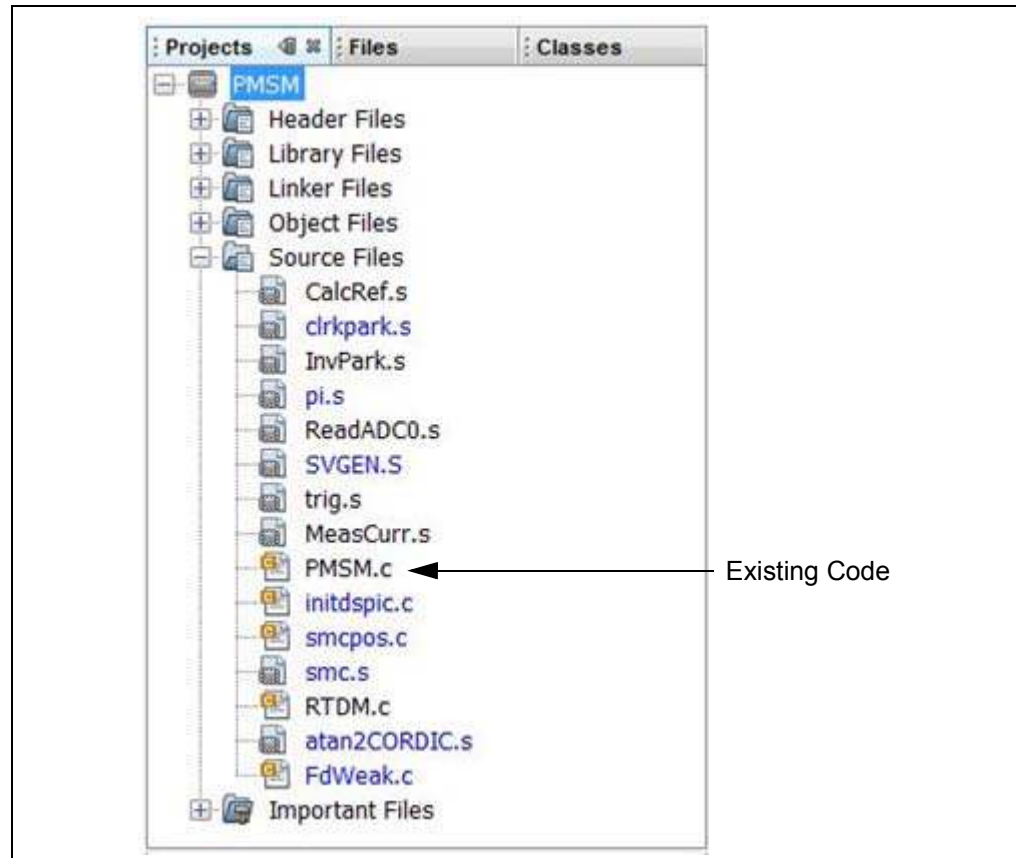 Projects Files Classes
PMSM
Header Files
Library Files
Linker Files
Object Files
Source Files
CalcRef.s
clrkpark.s
InvPark.s
pi.s
ReadADC0.s
SVGEN.S
trig.s
MeasCurr.s
PMSM.c Existing Code
initdspic.c
smcpos.c
smc.s
RTDM.c
atan2CORDIC.s
FdWeak.c
Important Files